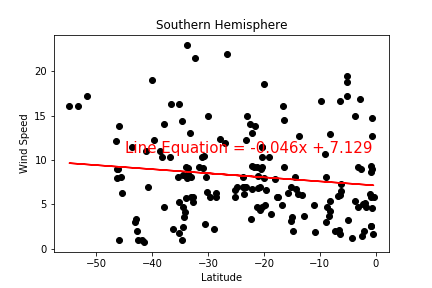 Southern Hemisphere
Wind Speed
20
15
10
5
0
Line Equation = -0.046x + 7.129
−50
−40
−30
−20
−10
0
Latitude